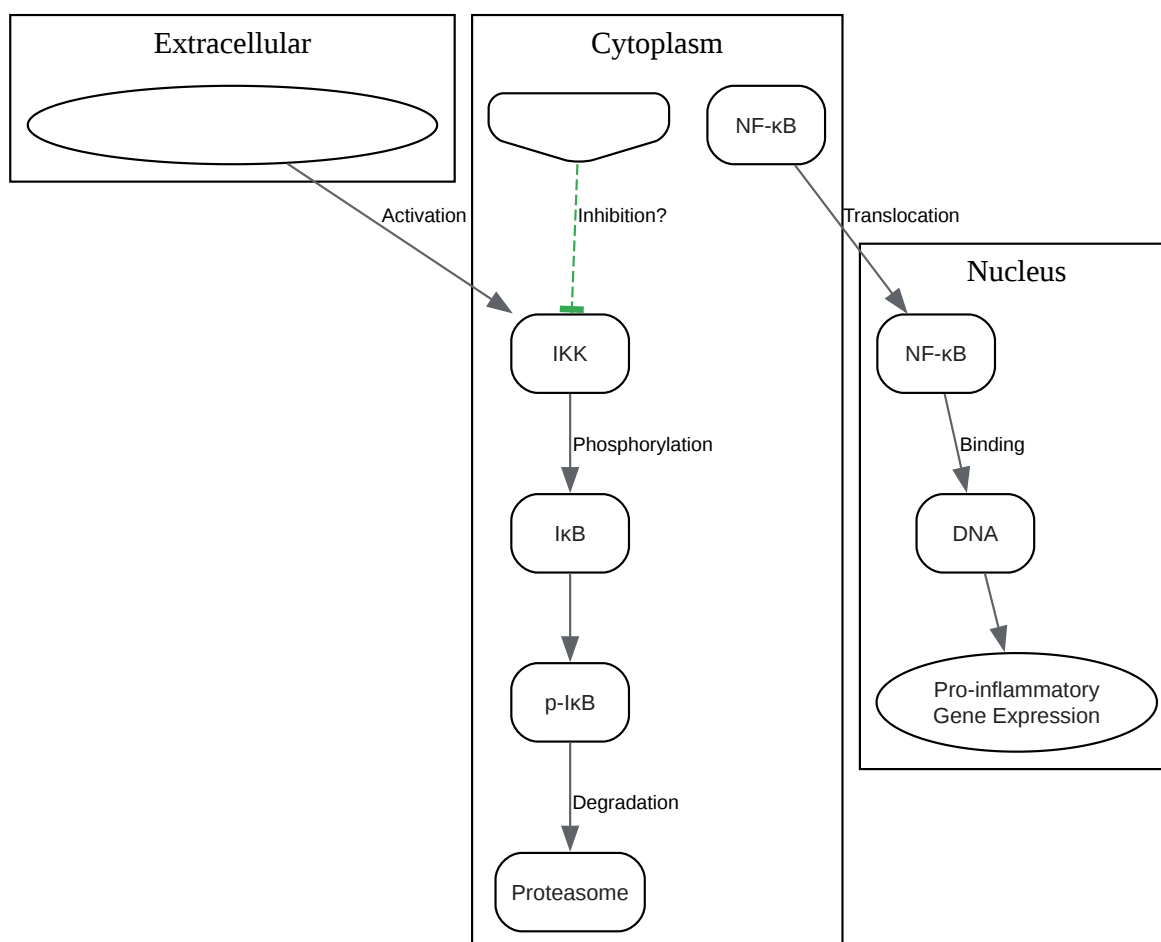 Extracellular
Cytoplasm
NF-κB
Activation
Inhibition?
Translocation
Nucleus
IKK
NF-κB
Phosphorylation
Binding
IκB
DNA
p-IκB
Pro-inflammatory
Gene Expression
Degradation
Proteasome